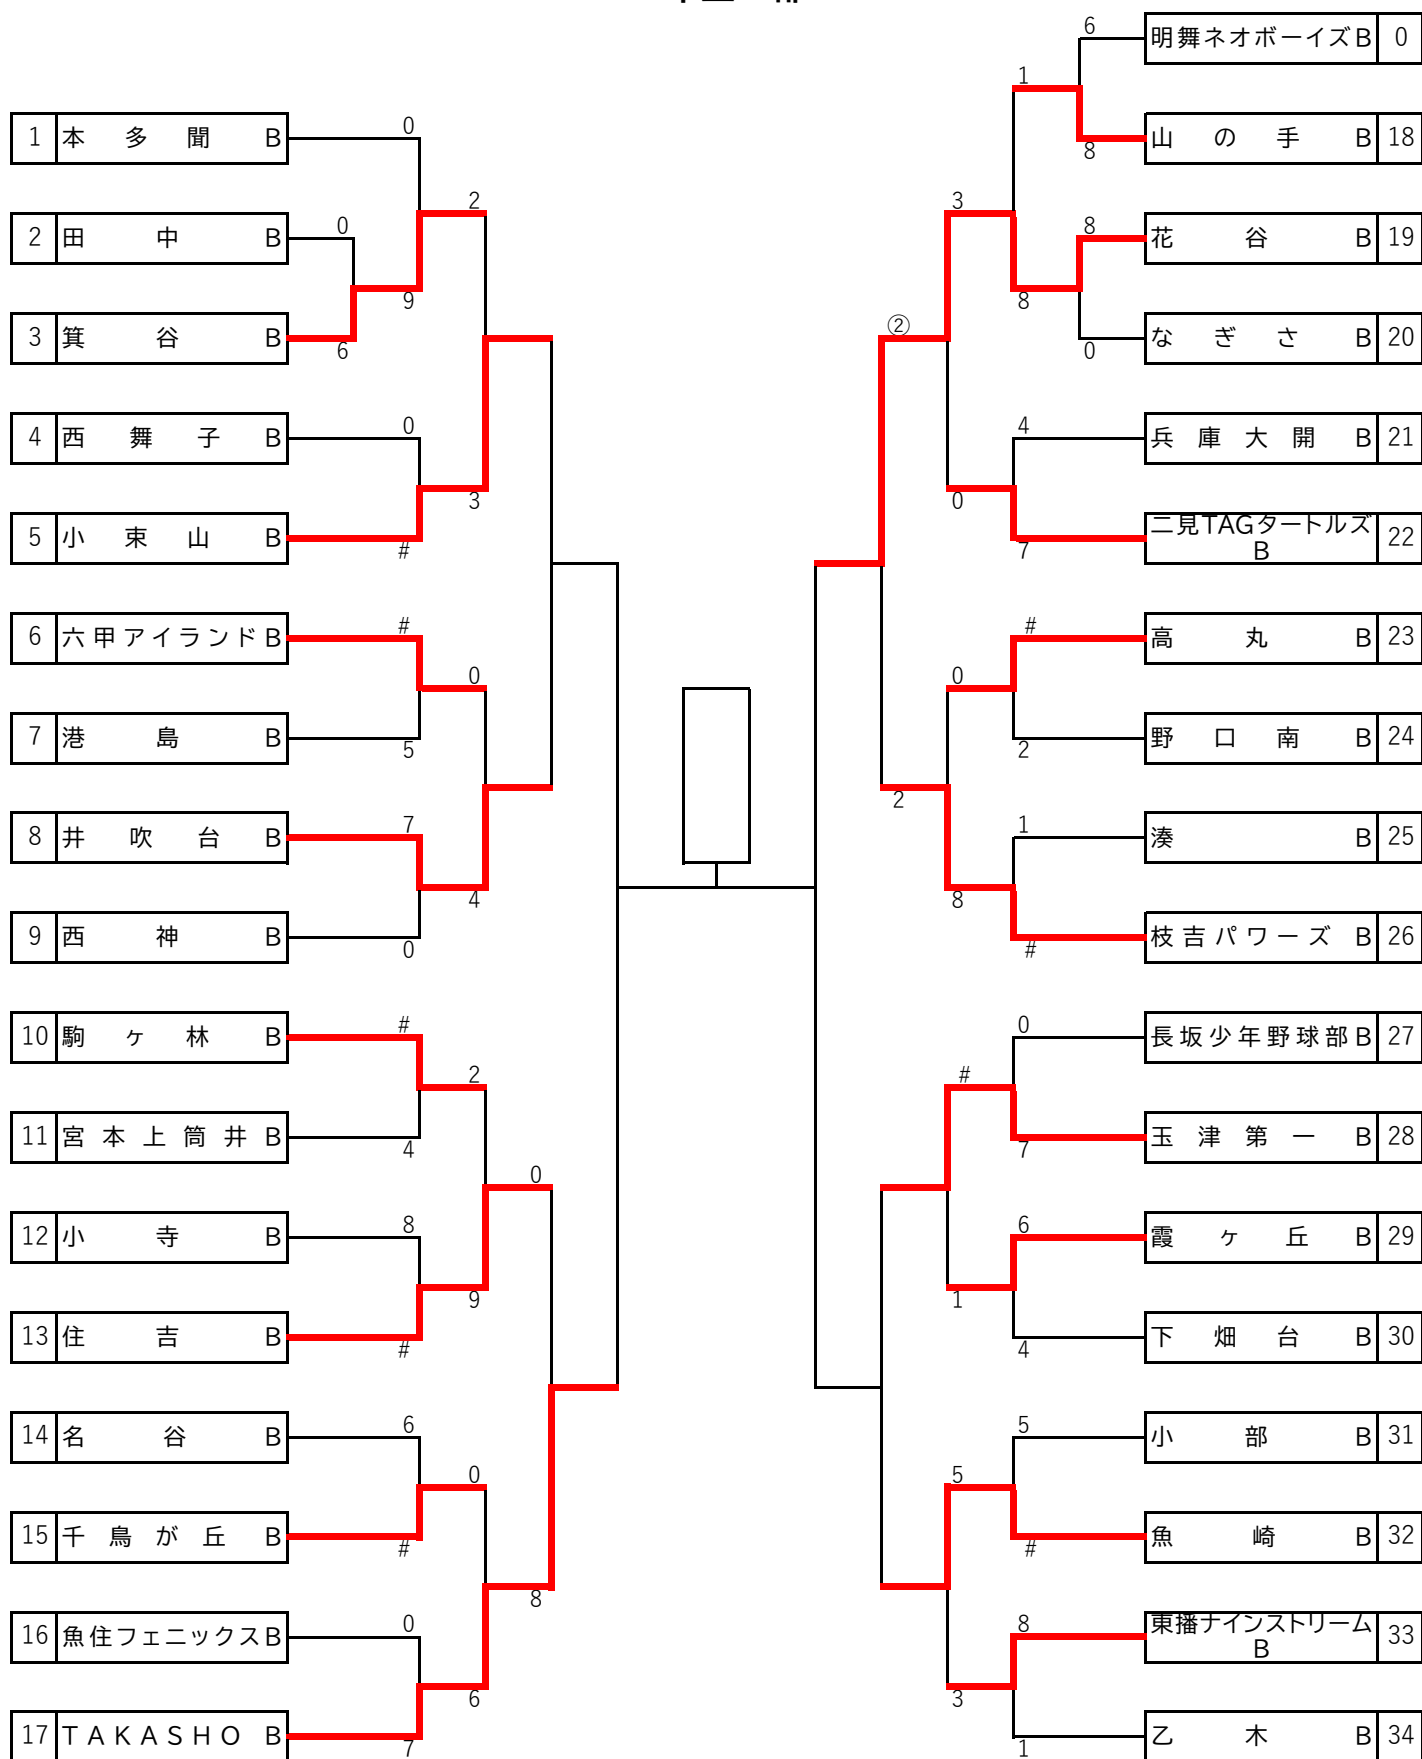 1 本多聞 B 0
2
2 田中 B 0
9
3 箕谷 B 6
4 西舞子 B 0
3
5 小束山 B #
6 六甲アイランド B #
0
7 港島 B 5
8 井吹台 B 7
4
9 西神 B 0
10 駒ヶ林 B #
2
11 宮本上筒井 B 4
0
12 小寺 B 8
9
13 住吉 B #
14 名谷 B 6
0
15 千鳥が丘 B #
8
16 魚住フェニックス B 0
6
17 TAKASHO B 7
6 明舞ネオボーイズ B 0
1
8 山の手 B 18
3
8 花谷 B 19
8
0 なぎさ B 20
②
4 兵庫大開 B 21
0
7 二見TAGタートルズ
B 22
# 高丸 B 23
0
2 野口南 B 24
2
1 湊 B 25
8
# 枝吉パワーズ B 26
0 長坂少年野球部 B 27
#
7 玉津第一 B 28
6 霞ヶ丘 B 29
1
4 下畑台 B 30
5 小部 B 31
5
# 魚崎 B 32
8 東播ナインストリーム
B 33
3
1 乙木 B 34